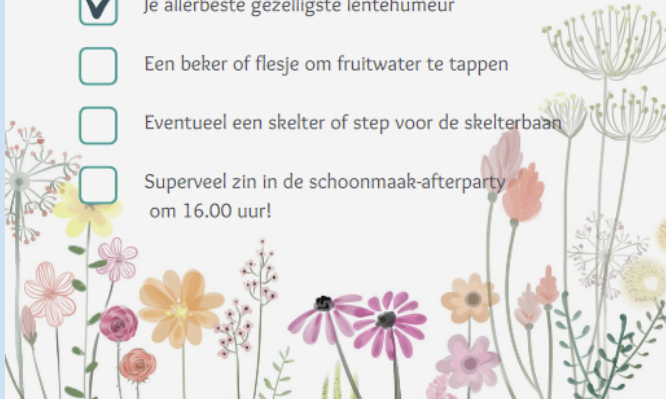 Je allerbeste gezelligste lentehumeur
Een beker of flesje om fruitwater te tappen
Eventueel een skelter of step voor de skelterbaan
Superveel zin in de schoonmaak-afterparty
om 16.00 uur!